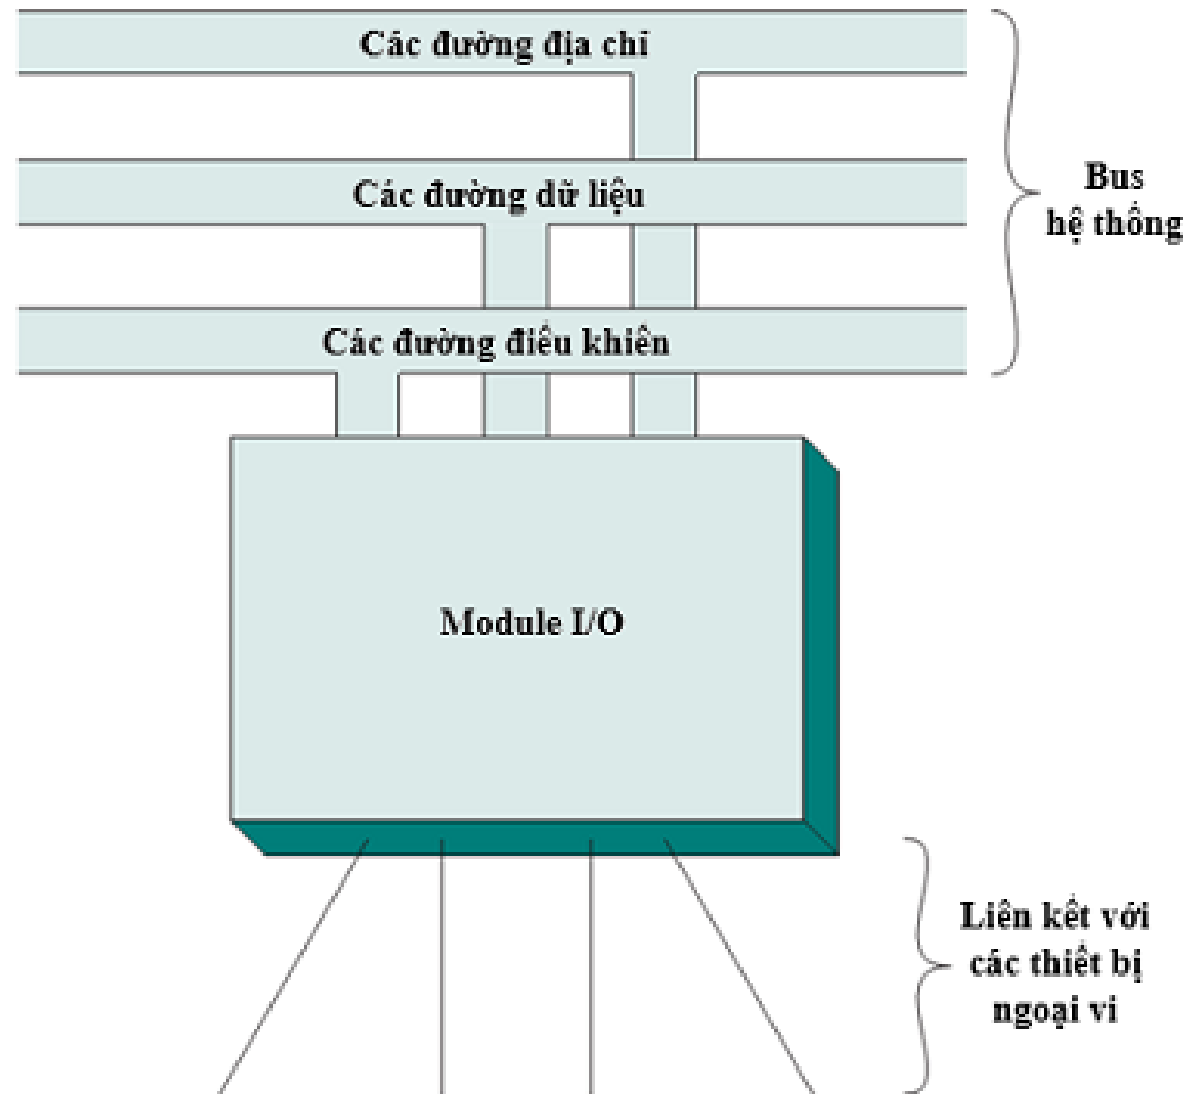 Các đường địa chỉ
Các đường dữ liệu
Bus
hệ thống
Các đường điều khiển
Module I/O
Liên kết với
các thiết bị
ngoại vi